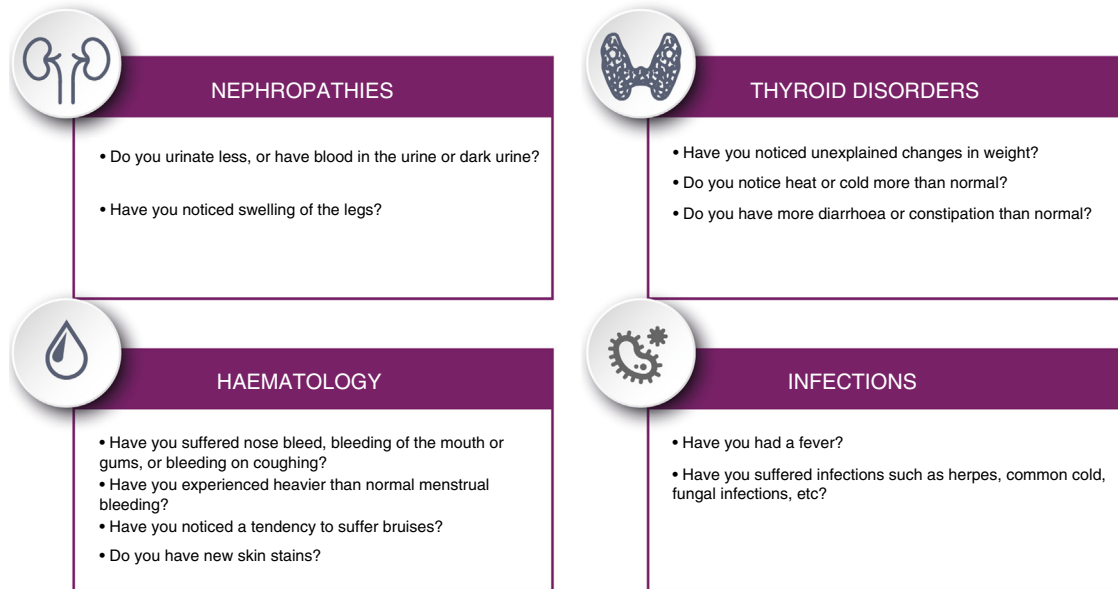 NEPHROPATHIES
• Do you urinate less, or have blood in the urine or dark urine?
• Have you noticed swelling of the legs?
THYROID DISORDERS
• Have you noticed unexplained changes in weight?
• Do you notice heat or cold more than normal?
• Do you have more diarrhoea or constipation than normal?
HAEMATOLOGY
• Have you suffered nose bleed, bleeding of the mouth or
gums, or bleeding on coughing?
• Have you experienced heavier than normal menstrual
bleeding?
• Have you noticed a tendency to suffer bruises?
• Do you have new skin stains?
INFECTIONS
• Have you had a fever?
• Have you suffered infections such as herpes, common cold,
fungal infections, etc?